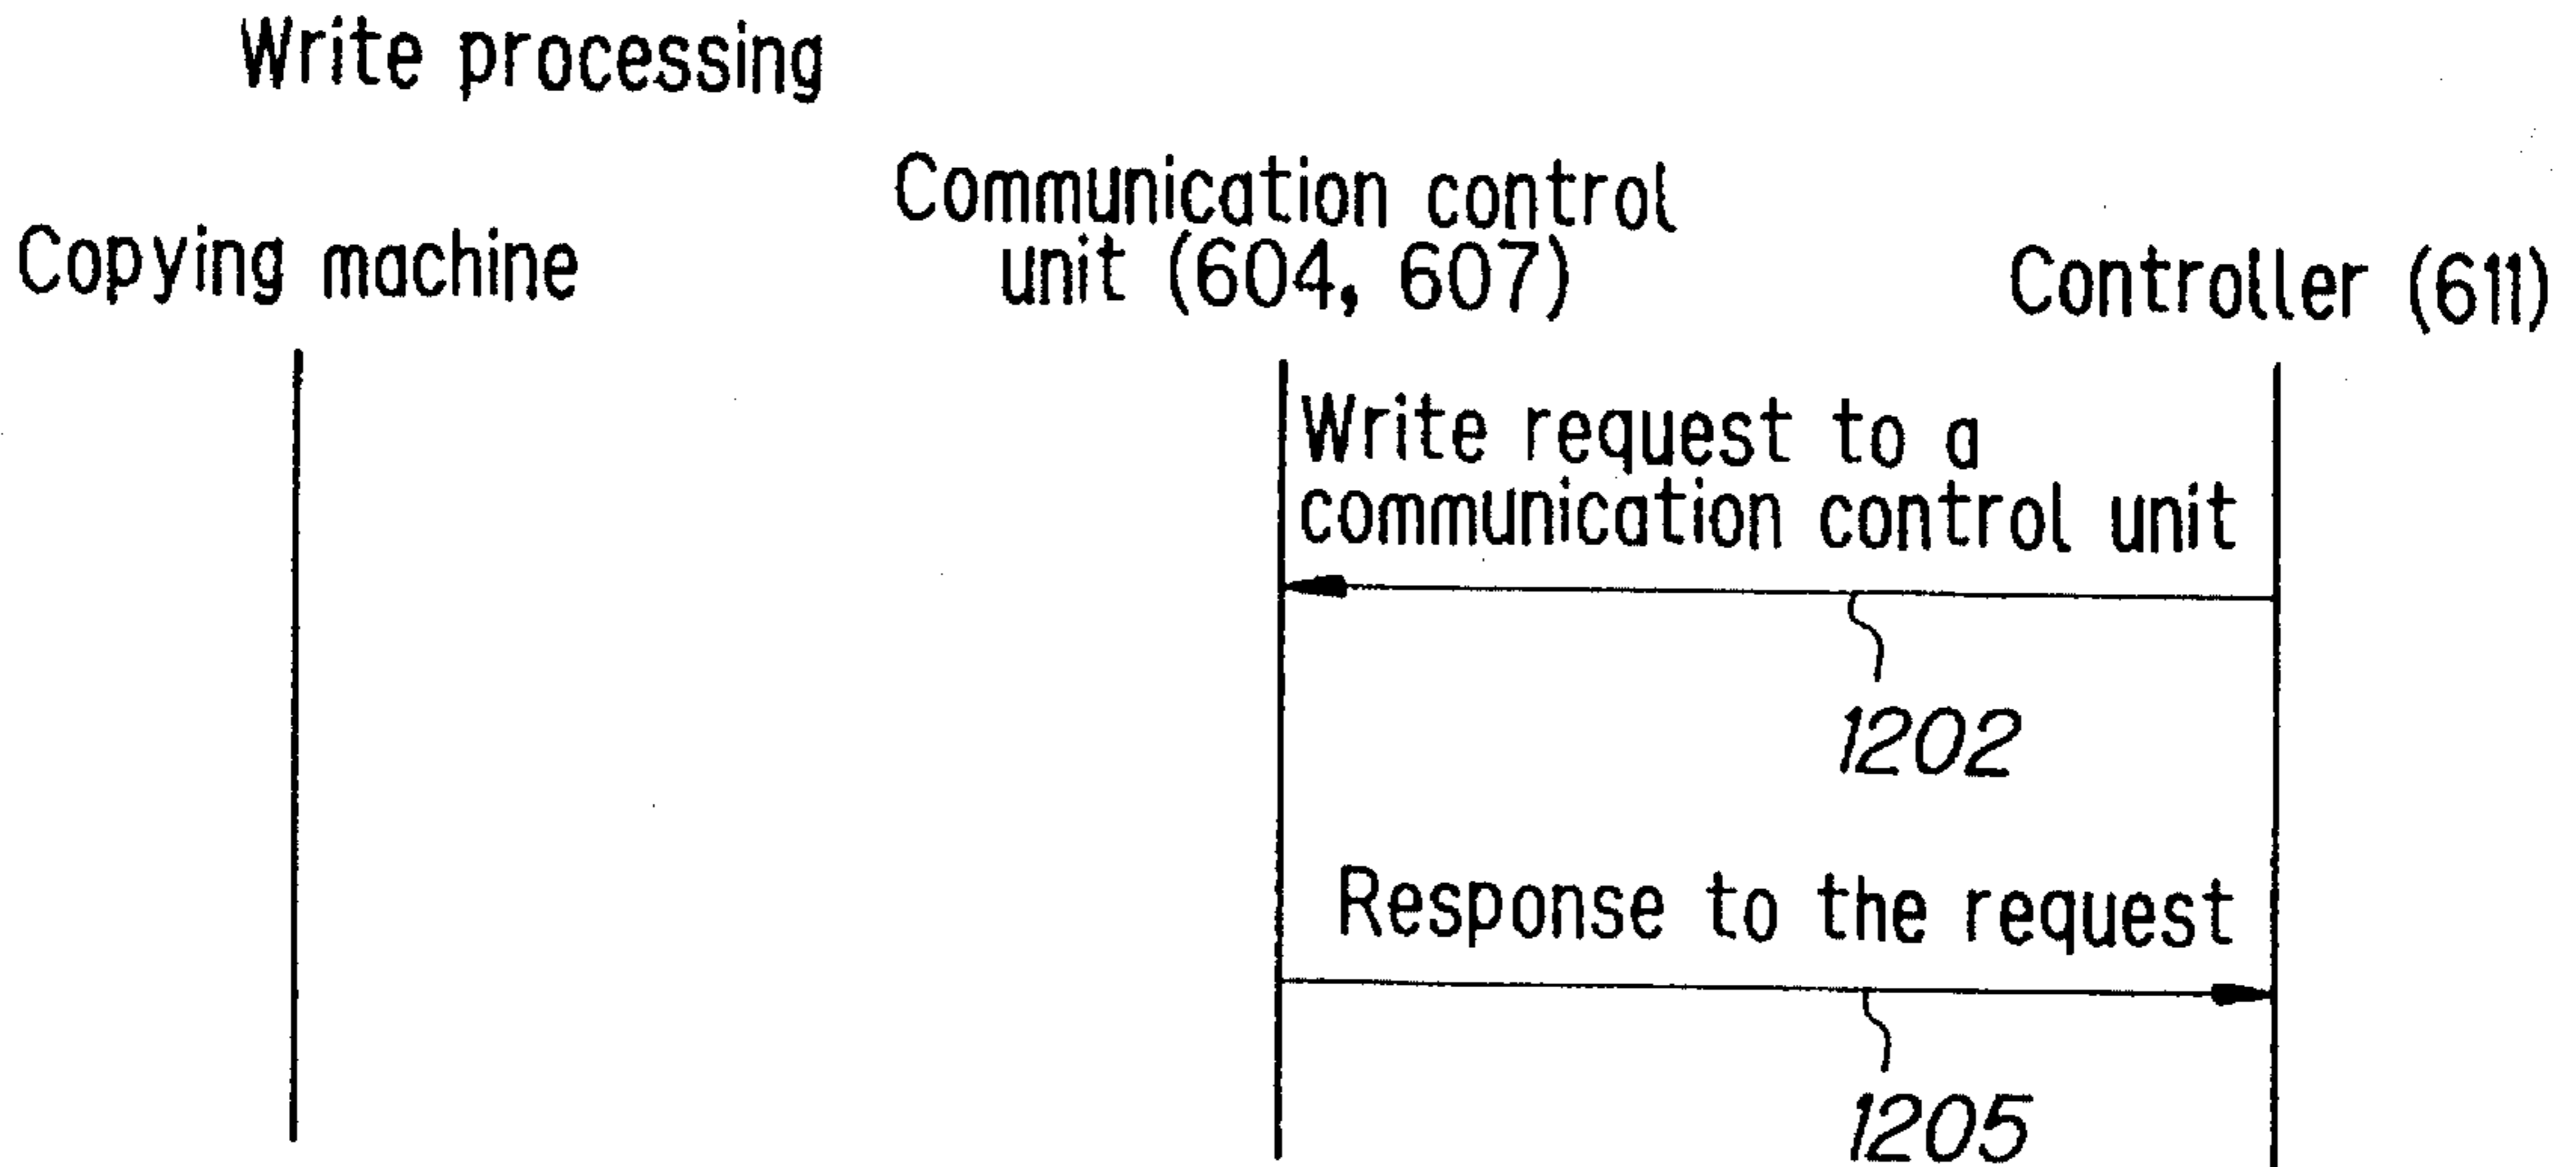 Write processing
Communication control
unit (604, 607)
Copying machine
Controller (611)
Write request to a
communication control unit
1202
Response to the request
1205